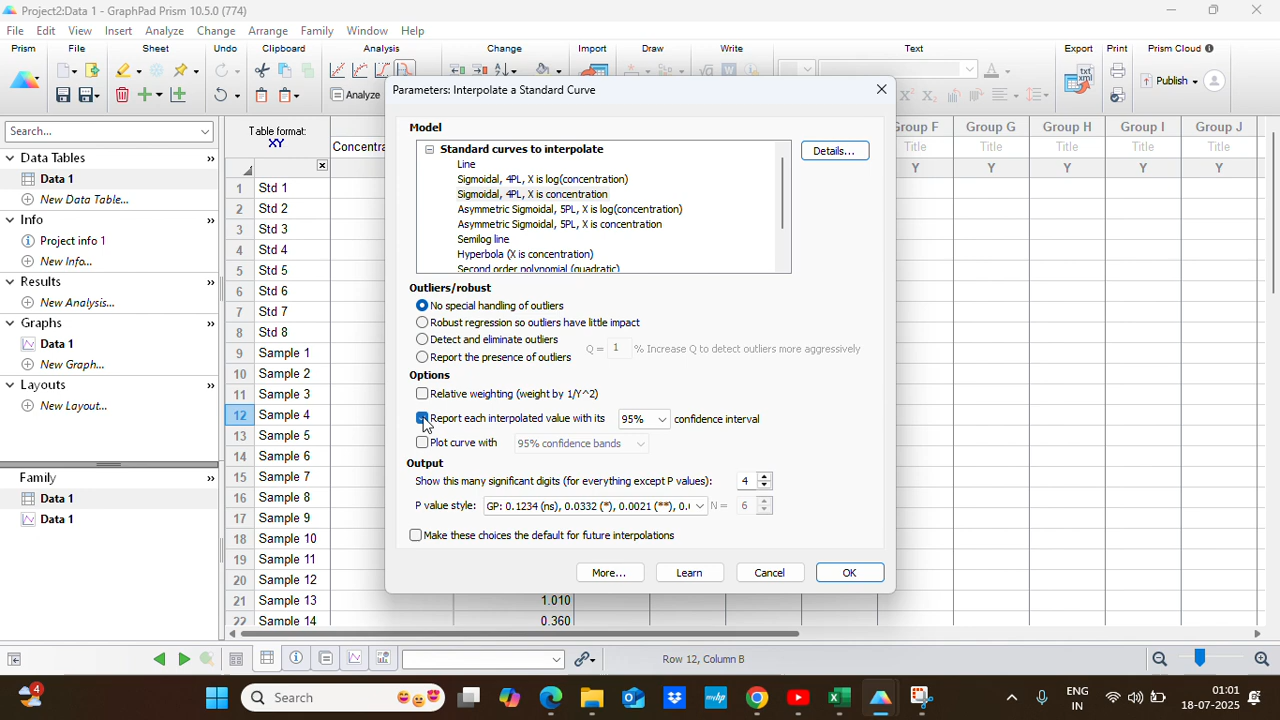 Project2:Data 1 - GraphPad Prism 10.5.0 (774)
File Edit View Insert Change Arrange Family Window Help
Prism File Sheet Undo Clipboard Analysis Change Import Draw Write Text Export Print Prism Cloud
Analyze
Publish
Search...
Data Tables »
Data 1
New Data Table...
Info »
Project info 1
New Info...
Results »
New Analysis...
Graphs »
Data 1
New Graph...
Layouts »
New Layout...
Family »
Data 1
Data 1
Table format:
XY
Concentra
Group F Group G Group H Group I Group J
Title Title Title Title Title
Y Y Y Y Y
1 Std 1
2 Std 2
3 Std 3
4 Std 4
5 Std 5
6 Std 6
7 Std 7
8 Std 8
9 Sample 1
10 Sample 2
11 Sample 3
12 Sample 4
13 Sample 5
14 Sample 6
15 Sample 7
16 Sample 8
17 Sample 9
18 Sample 10
19 Sample 11
20 Sample 12
21 Sample 13 1.010
22 Sample 14 0.360
Parameters: Interpolate a Standard Curve
Model
Standard curves to interpolate
Line
Sigmoidal, 4PL, X is log(concentration)
Sigmoidal, 4PL, X is concentration
Asymmetric Sigmoidal, 5PL, X is log(concentration)
Asymmetric Sigmoidal, 5PL, X is concentration
Semilog line
Hyperbola (X is concentration)
Second order polynomial (quadratic)
Details...
Outliers/robust
No special handling of outliers
Robust regression so outliers have little impact
Detect and eliminate outliers
Report the presence of outliers
Q = 1 % Increase Q to detect outliers more aggressively
Options
Relative weighting (weight by 1/Y^2)
Report each interpolated value with its 95% confidence interval
Plot curve with 95% confidence bands
Output
Show this many significant digits (for everything except P values): 4
P value style: GP: 0.1234 (ns), 0.0332 (*), 0.0021 (**), 0.( N = 6
Make these choices the default for future interpolations
More... Learn Cancel OK
Row 12, Column B
4
Search
myhp
ENG
IN
01:01
18-07-2025